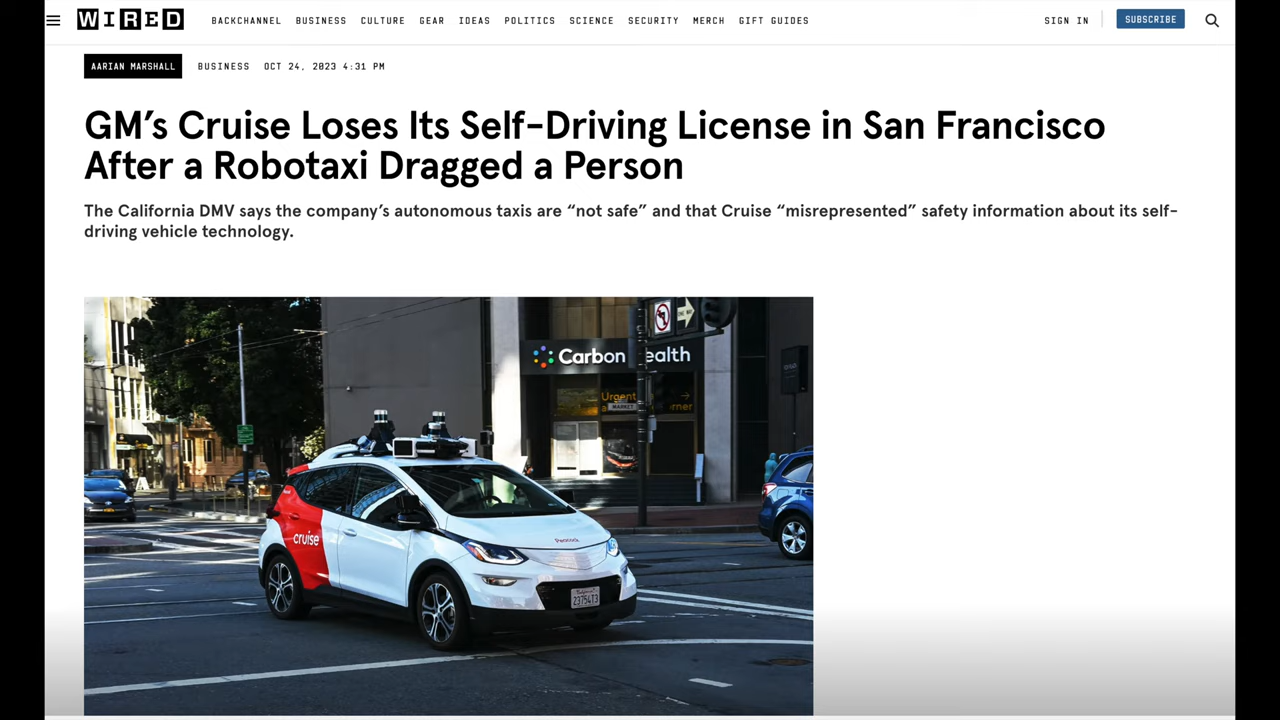 WIRED BACKCHANNEL BUSINESS CULTURE GEAR IDEAS POLITICS SCIENCE SECURITY MERCH GIFT GUIDES SIGN IN SUBSCRIBE
AARIAN MARSHALL BUSINESS OCT 24, 2023 4:31 PM
GM’s Cruise Loses Its Self-Driving License in San Francisco
After a Robotaxi Dragged a Person
The California DMV says the company’s autonomous taxis are “not safe” and that Cruise “misrepresented” safety information about its self-
driving vehicle technology.
Carbon ealth
Urgent
MARKET
cruise
Peacock